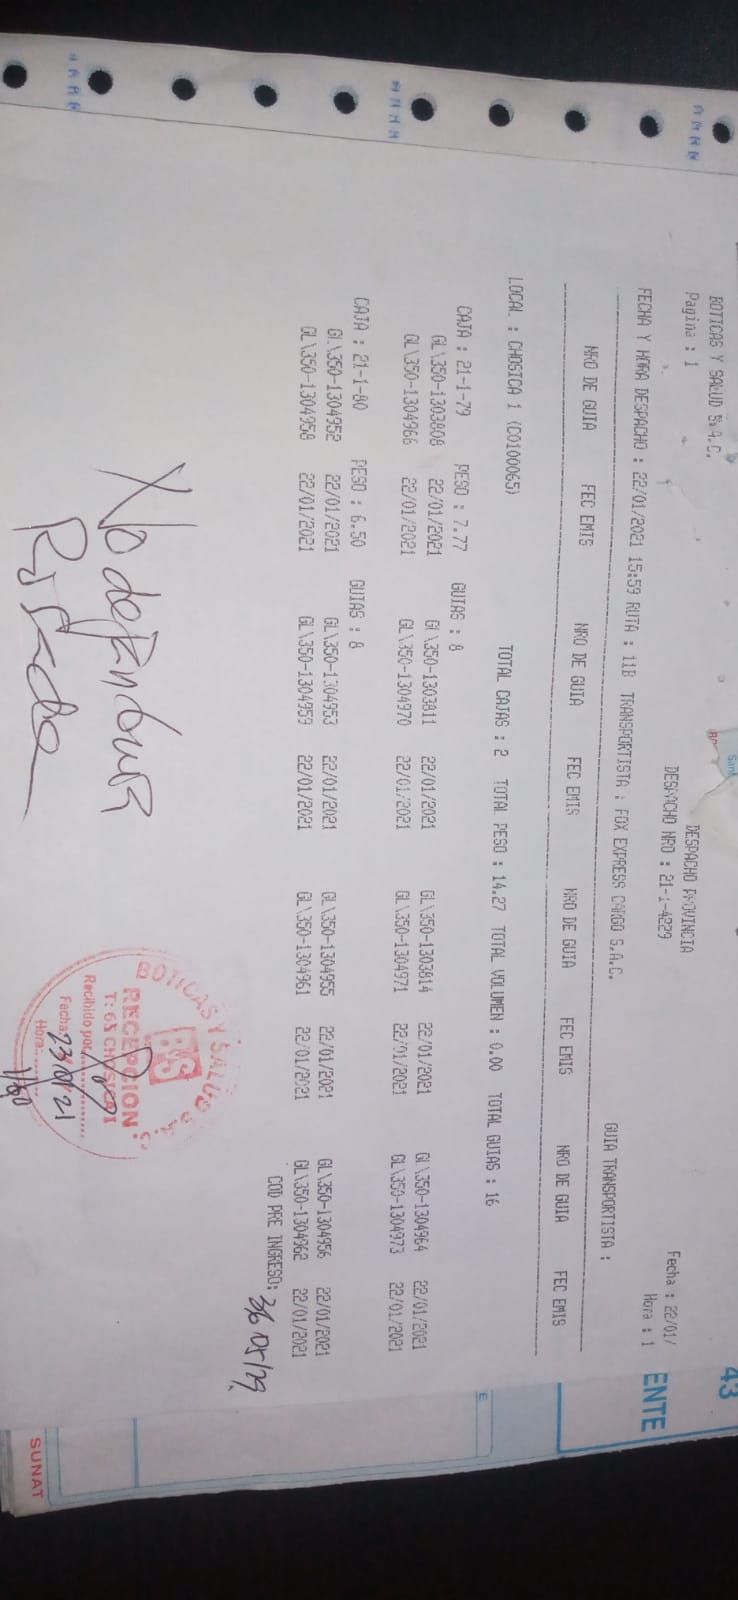 BOTICAS Y SALUD S.A.C.
DESPACHO PROVINCIA
Fecha : 22/01/
Pagina : 1
DESPACHO NRO : 21-1-4229
Hora : 1
FECHA Y HORA DESPACHO : 22/01/2021 15:59 RUTA : 11B TRANSPORTISTA : FOX EXPRESS CARGO S.A.C.
GUIA TRANSPORTISTA :
NRO DE GUIA FEC EMIS NRO DE GUIA FEC EMIS NRO DE GUIA FEC EMIS NRO DE GUIA FEC EMIS
LOCAL : CHOSICA 1 (C0100065) TOTAL CAJAS : 2 TOTAL PESO : 14.27 TOTAL VOLUMEN : 0.00 TOTAL GUIAS : 16
CAJA : 21-1-79 PESO : 7.77 GUIAS : 8
GL\350-1303808 22/01/2021 GL\350-1303811 22/01/2021 GL\350-1303814 22/01/2021 GL\350-1304964 22/01/2021
GL\350-1304966 22/01/2021 GL\350-1304970 22/01/2021 GL\350-1304971 22/01/2021 GL\350-1304973 22/01/2021
CAJA : 21-1-80 PESO : 6.50 GUIAS : 8
GL\350-1304952 22/01/2021 GL\350-1304953 22/01/2021 GL\350-1304955 22/01/2021 GL\350-1304956 22/01/2021
GL\350-1304958 22/01/2021 GL\350-1304959 22/01/2021 GL\350-1304961 22/01/2021 GL\350-1304962 22/01/2021
COD PRE INGRESO:
BOTICAS Y SALUD S.A.C.
BYS
RECEPCION
T: 65 CHOSICA 1
Recibido por:
Fecha: 23/01/21
Hora:
43
ENTE
E
SUNAT